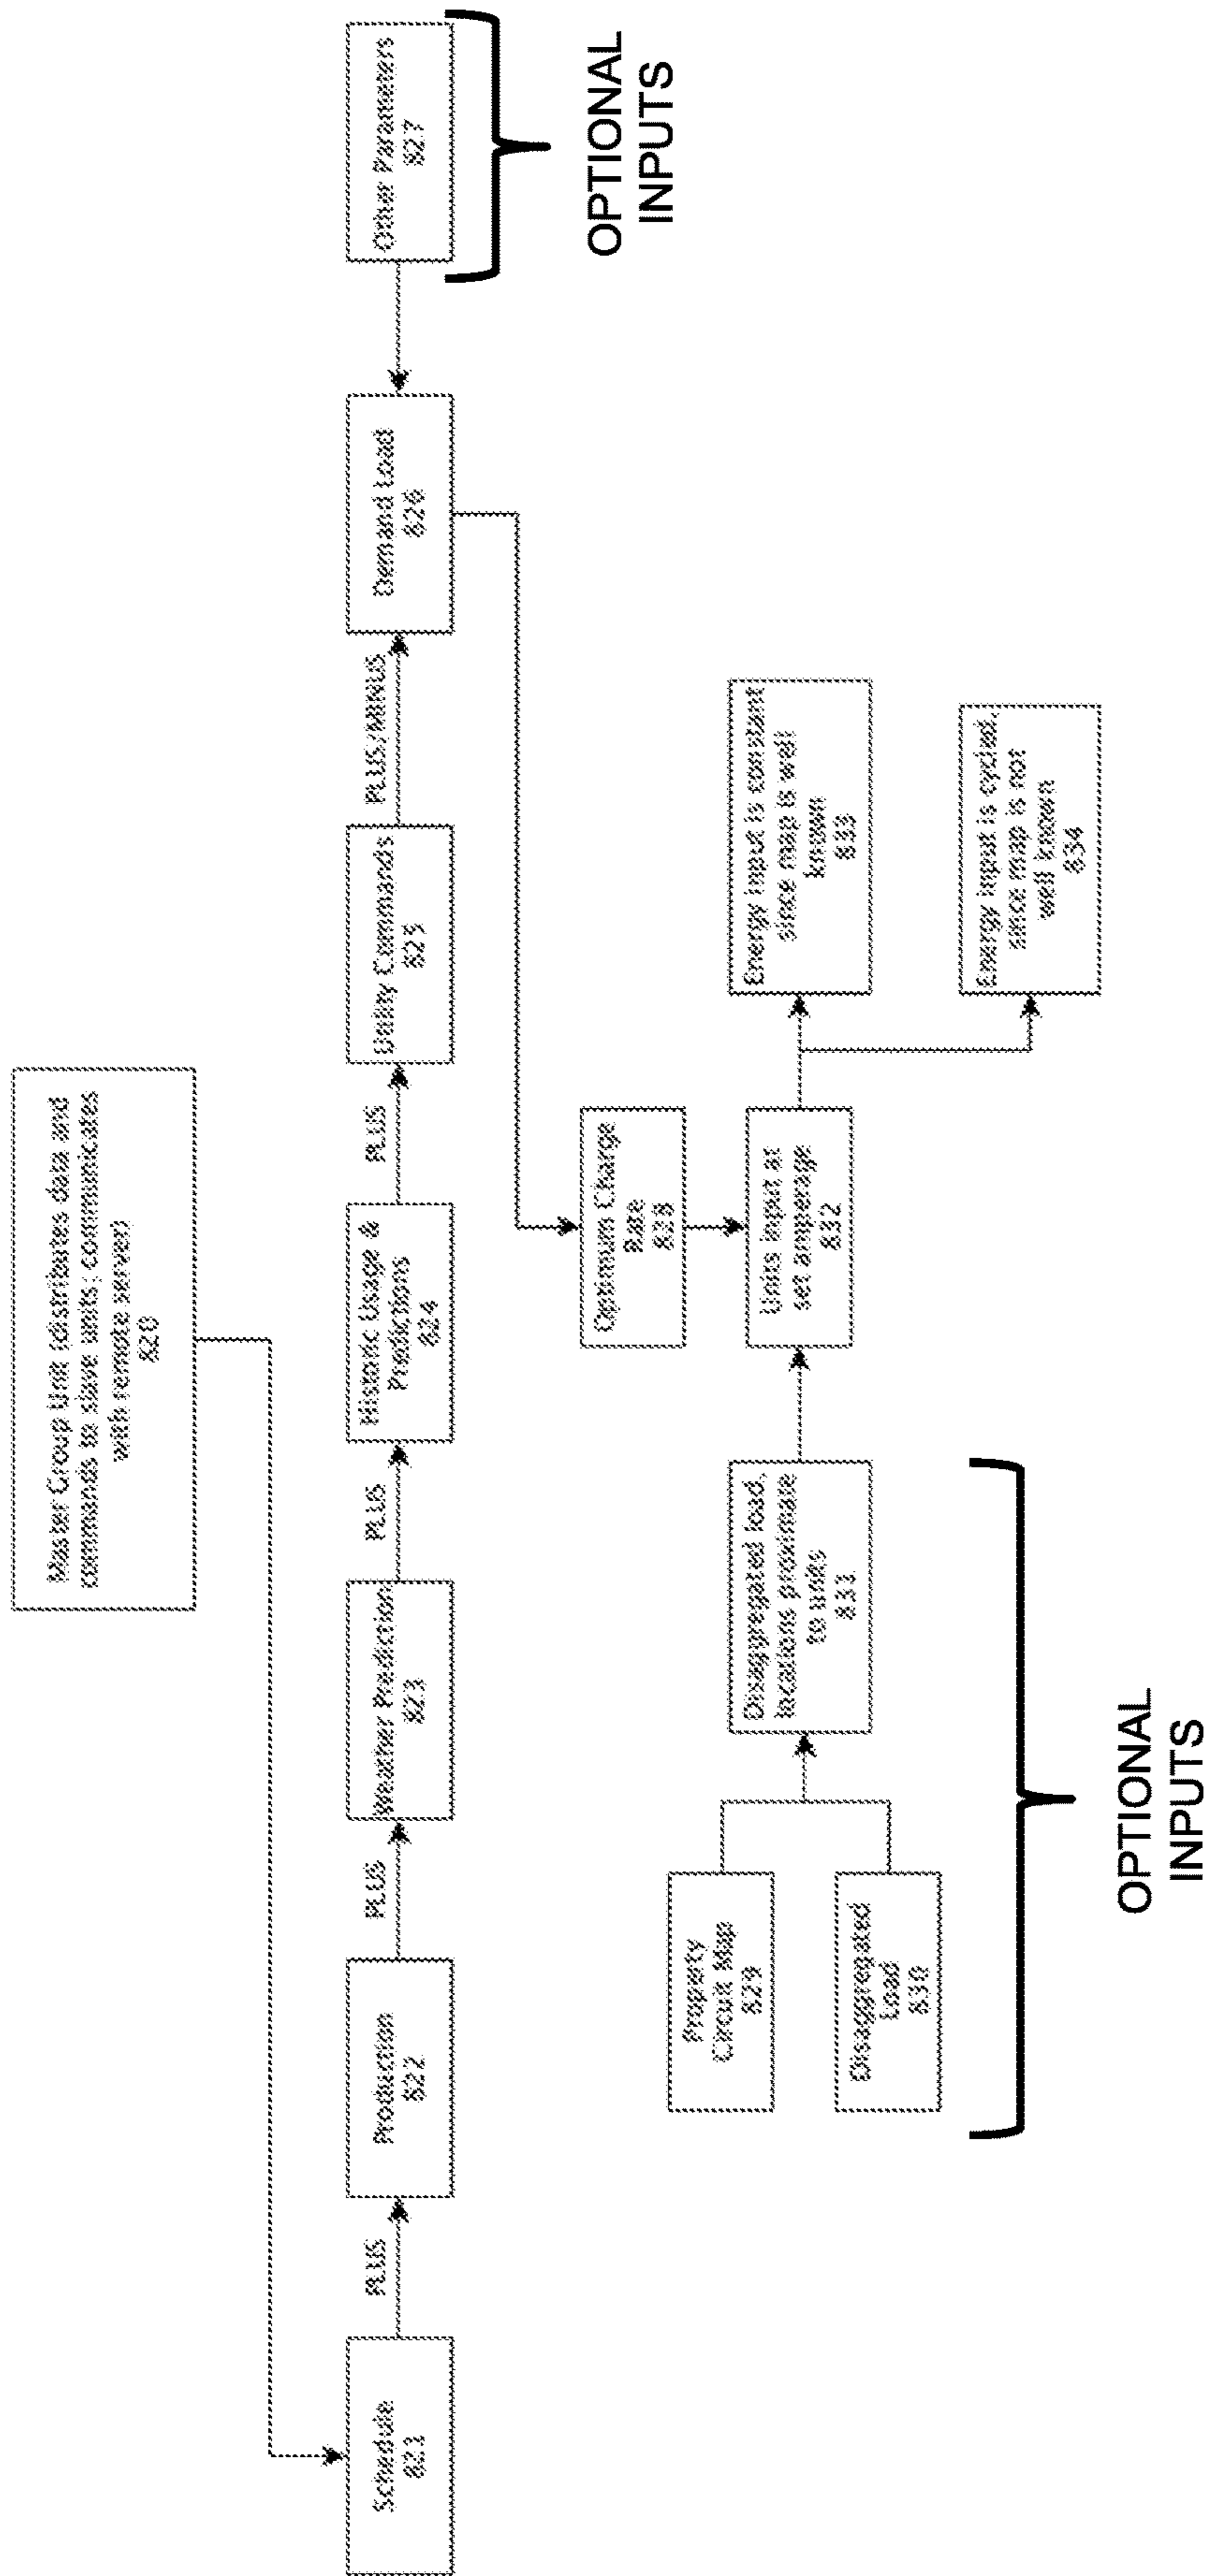 Master Group Unit (distributes data and
commands to slave units; communicates
with remote server)
820
Schedule
821
PLUS
Production
822
PLUS
Weather Prediction
823
PLUS
Historic Usage &
Predictions
824
PLUS
Utility Commands
825
PLUS/MINUS
Demand Load
826
Other Parameters
827
OPTIONAL
INPUTS
Optimum Charge
Rate
828
Property
Circuit Map
829
Disaggregated
Load
830
Disaggregated load,
locations proximate
to units
831
Units input at
set amperage
832
Energy input is constant
since map is well
known
833
Energy input is cycled,
since map is not
well known
834
OPTIONAL
INPUTS